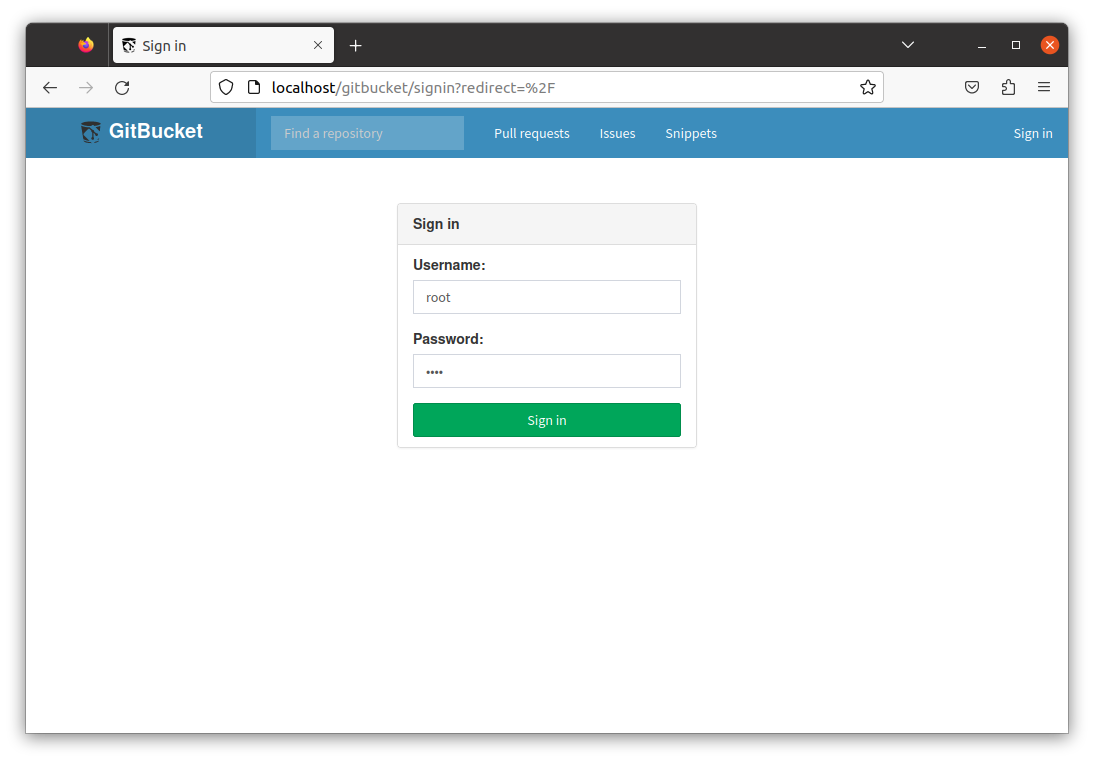 Sign in
localhost/gitbucket/signin?redirect=%2F
GitBucket Find a repository Pull requests Issues Snippets Sign in
Sign in
Username:
root
Password:
••••
Sign in